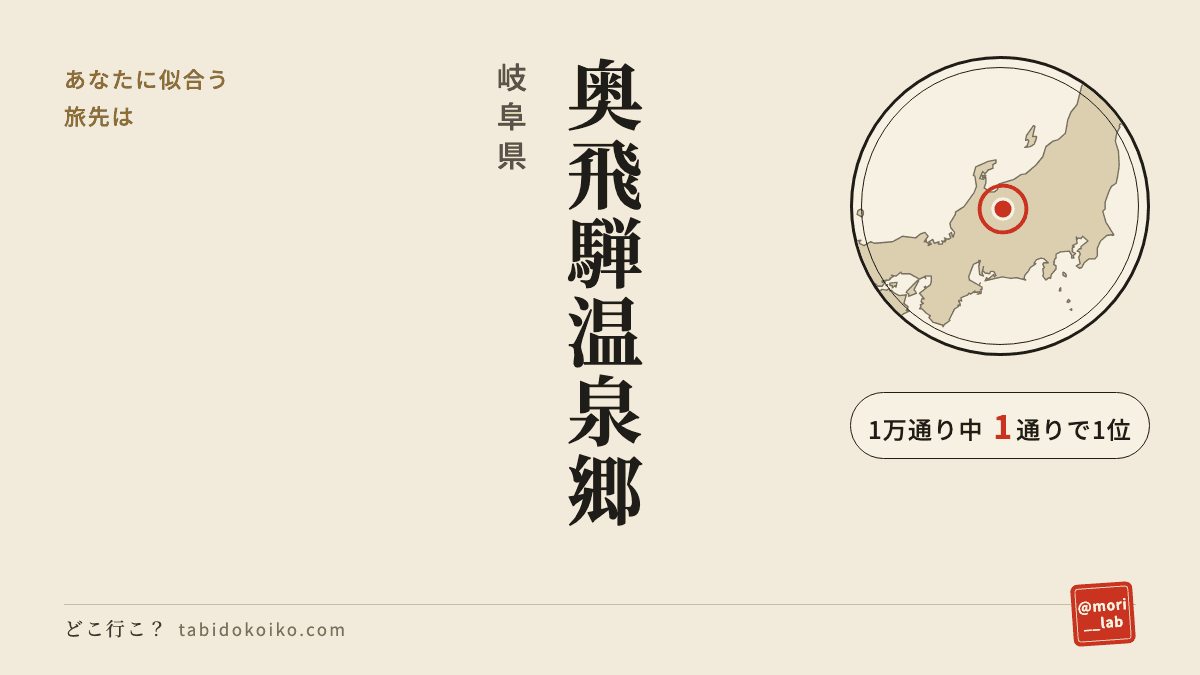 あなたに似合う
旅先は
奥飛騨温泉郷
岐阜県
1万通り中 1通りで1位
どこ行こ？ tabidokoiko.com
@mori
__lab